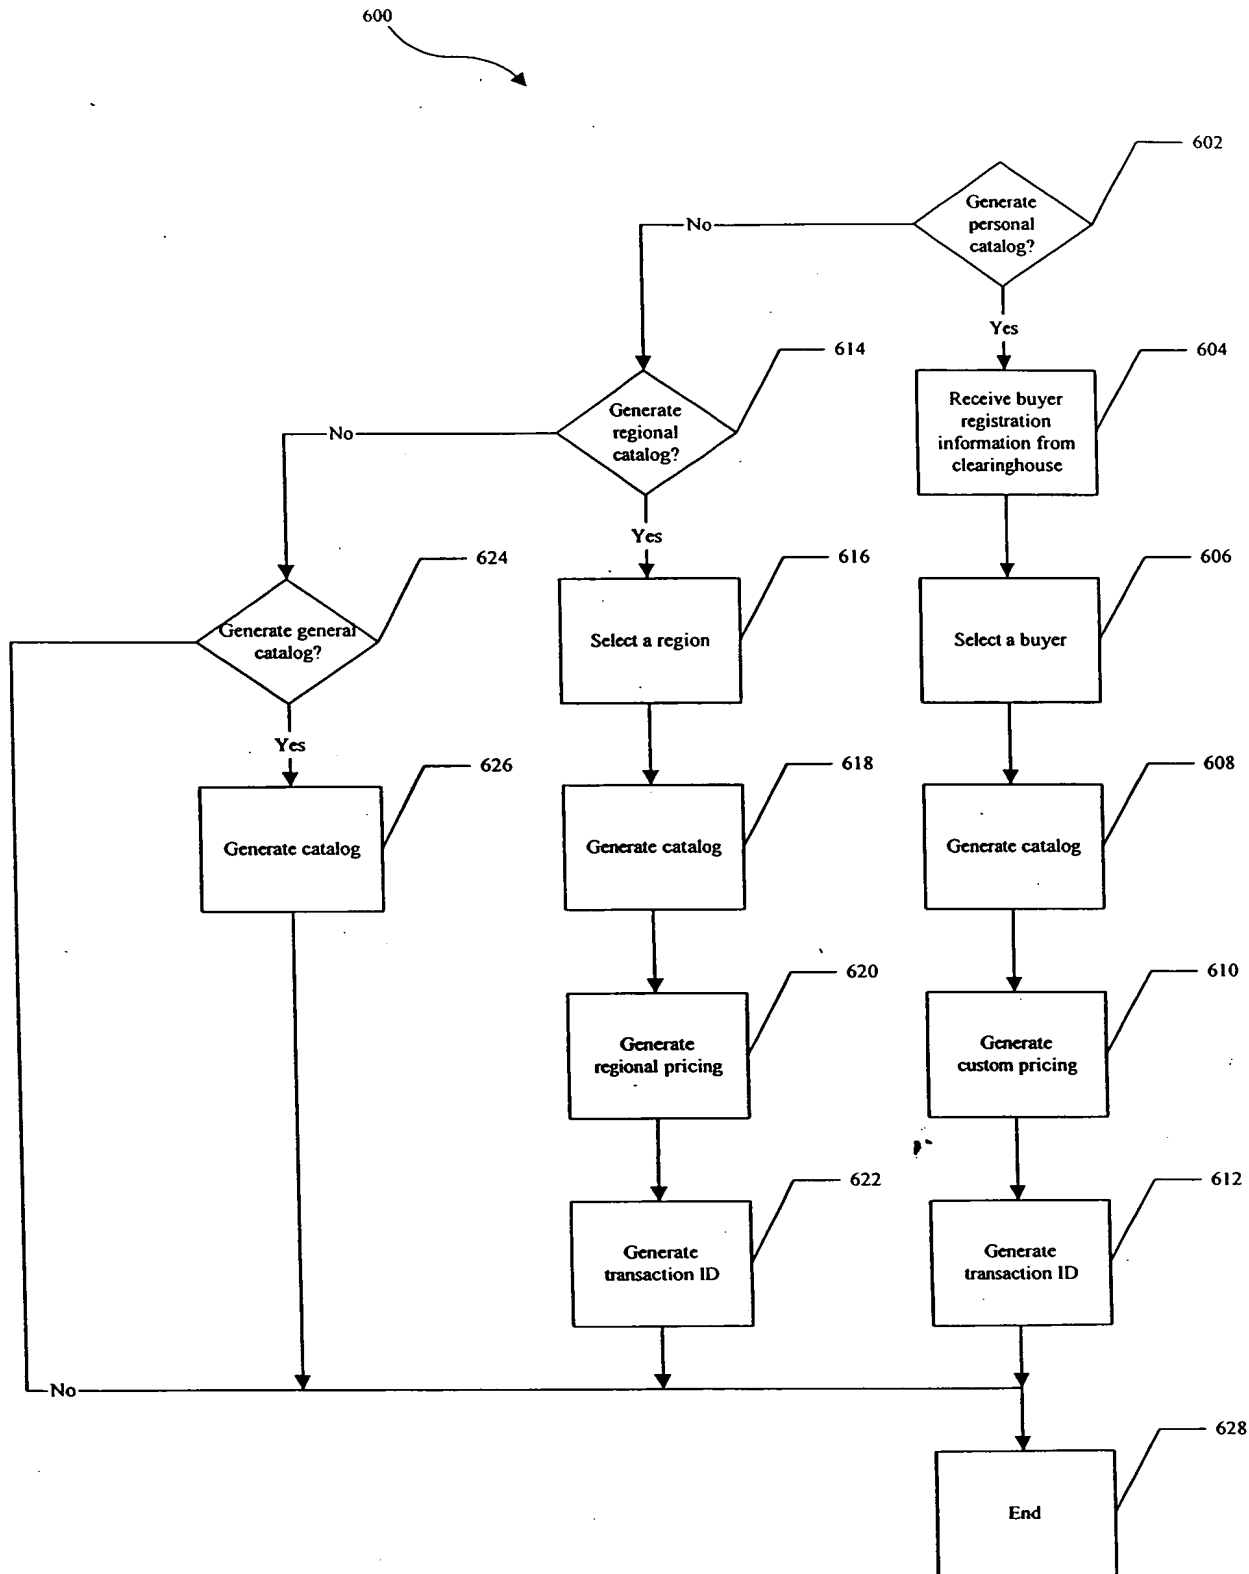 600
602
Generate
personal
catalog?
No
Yes
614
604
Generate
regional
catalog?
Receive buyer
registration
information from
clearinghouse
No
Yes
624
616
606
Generate general
catalog?
Select a region
Select a buyer
Yes
626
618
608
Generate catalog
Generate catalog
Generate catalog
620
610
Generate
regional pricing
Generate
custom pricing
622
612
Generate
transaction ID
Generate
transaction ID
No
628
End